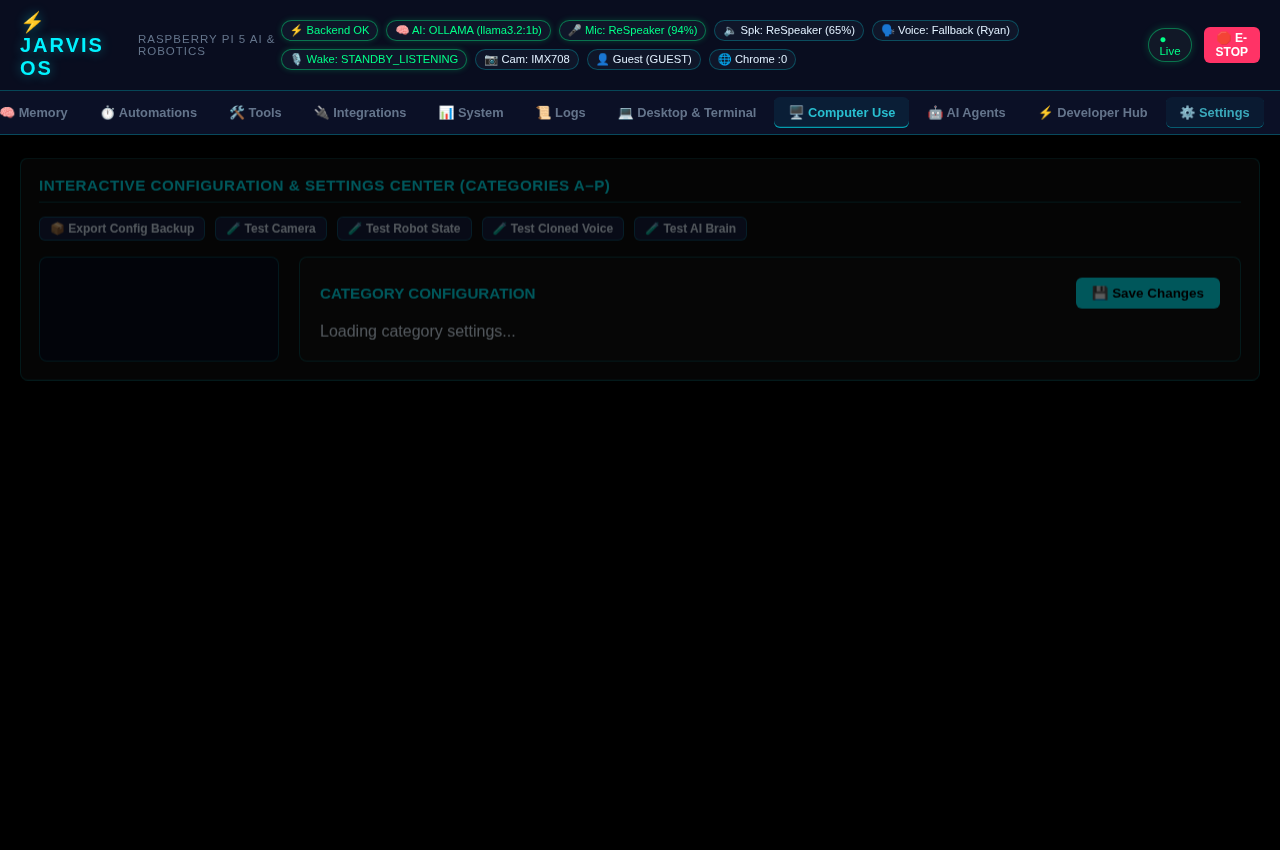 ⚡
JARVIS
OS
RASPBERRY PI 5 AI &
ROBOTICS
⚡ Backend OK
🧠 AI: OLLAMA (llama3.2:1b)
🎤 Mic: ReSpeaker (94%)
🔈 Spk: ReSpeaker (65%)
🗣️ Voice: Fallback (Ryan)
🎙️ Wake: STANDBY_LISTENING
📷 Cam: IMX708
👤 Guest (GUEST)
🌐 Chrome :0
● Live
🛑 E-STOP
🧠 Memory
⏱️ Automations
🛠️ Tools
🔌 Integrations
📊 System
📜 Logs
💻 Desktop & Terminal
🖥️ Computer Use
🤖 AI Agents
⚡ Developer Hub
⚙️ Settings
INTERACTIVE CONFIGURATION & SETTINGS CENTER (CATEGORIES A–P)
📦 Export Config Backup
🧪 Test Camera
🧪 Test Robot State
🧪 Test Cloned Voice
🧪 Test AI Brain
CATEGORY CONFIGURATION
💾 Save Changes
Loading category settings...